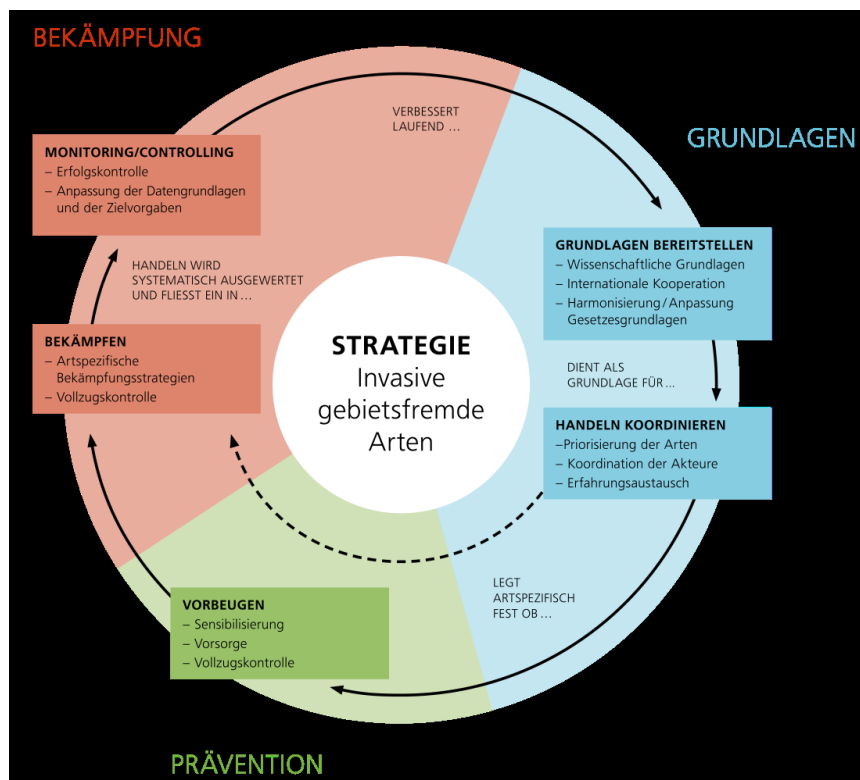 BEKÄMPFUNG
VERBESSERT
LAUFEND ...
GRUNDLAGEN
MONITORING/CONTROLLING
– Erfolgskontrolle
– Anpassung der Datengrundlagen
und der Zielvorgaben
HANDELN WIRD
SYSTEMATISCH AUSGEWERTET
UND FLIESST EIN IN ...
GRUNDLAGEN BEREITSTELLEN
– Wissenschaftliche Grundlagen
– Internationale Kooperation
– Harmonisierung/Anpassung
Gesetzesgrundlagen
BEKÄMPFEN
– Artspezifische
Bekämpfungsstrategien
– Vollzugskontrolle
STRATEGIE
Invasive
gebietsfremde
Arten
DIENT ALS
GRUNDLAGE FÜR ...
HANDELN KOORDINIEREN
–Priorisierung der Arten
– Koordination der Akteure
– Erfahrungsaustausch
LEGT
ARTSPEZIFISCH
FEST OB ...
VORBEUGEN
– Sensibilisierung
– Vorsorge
– Vollzugskontrolle
PRÄVENTION